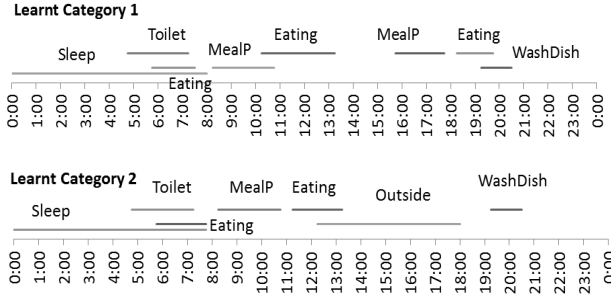 Learnt Category 1
Toilet Eating MealP Eating
Sleep MealP WashDish
Eating
0:00 1:00 2:00 3:00 4:00 5:00 6:00 7:00 8:00 9:00 10:00 11:00 12:00 13:00 14:00 15:00 16:00 17:00 18:00 19:00 20:00 21:00 22:00 23:00 0:00
Learnt Category 2
Toilet MealP Eating Outside WashDish
Sleep Eating
0:00 1:00 2:00 3:00 4:00 5:00 6:00 7:00 8:00 9:00 10:00 11:00 12:00 13:00 14:00 15:00 16:00 17:00 18:00 19:00 20:00 21:00 22:00 23:00 0:00